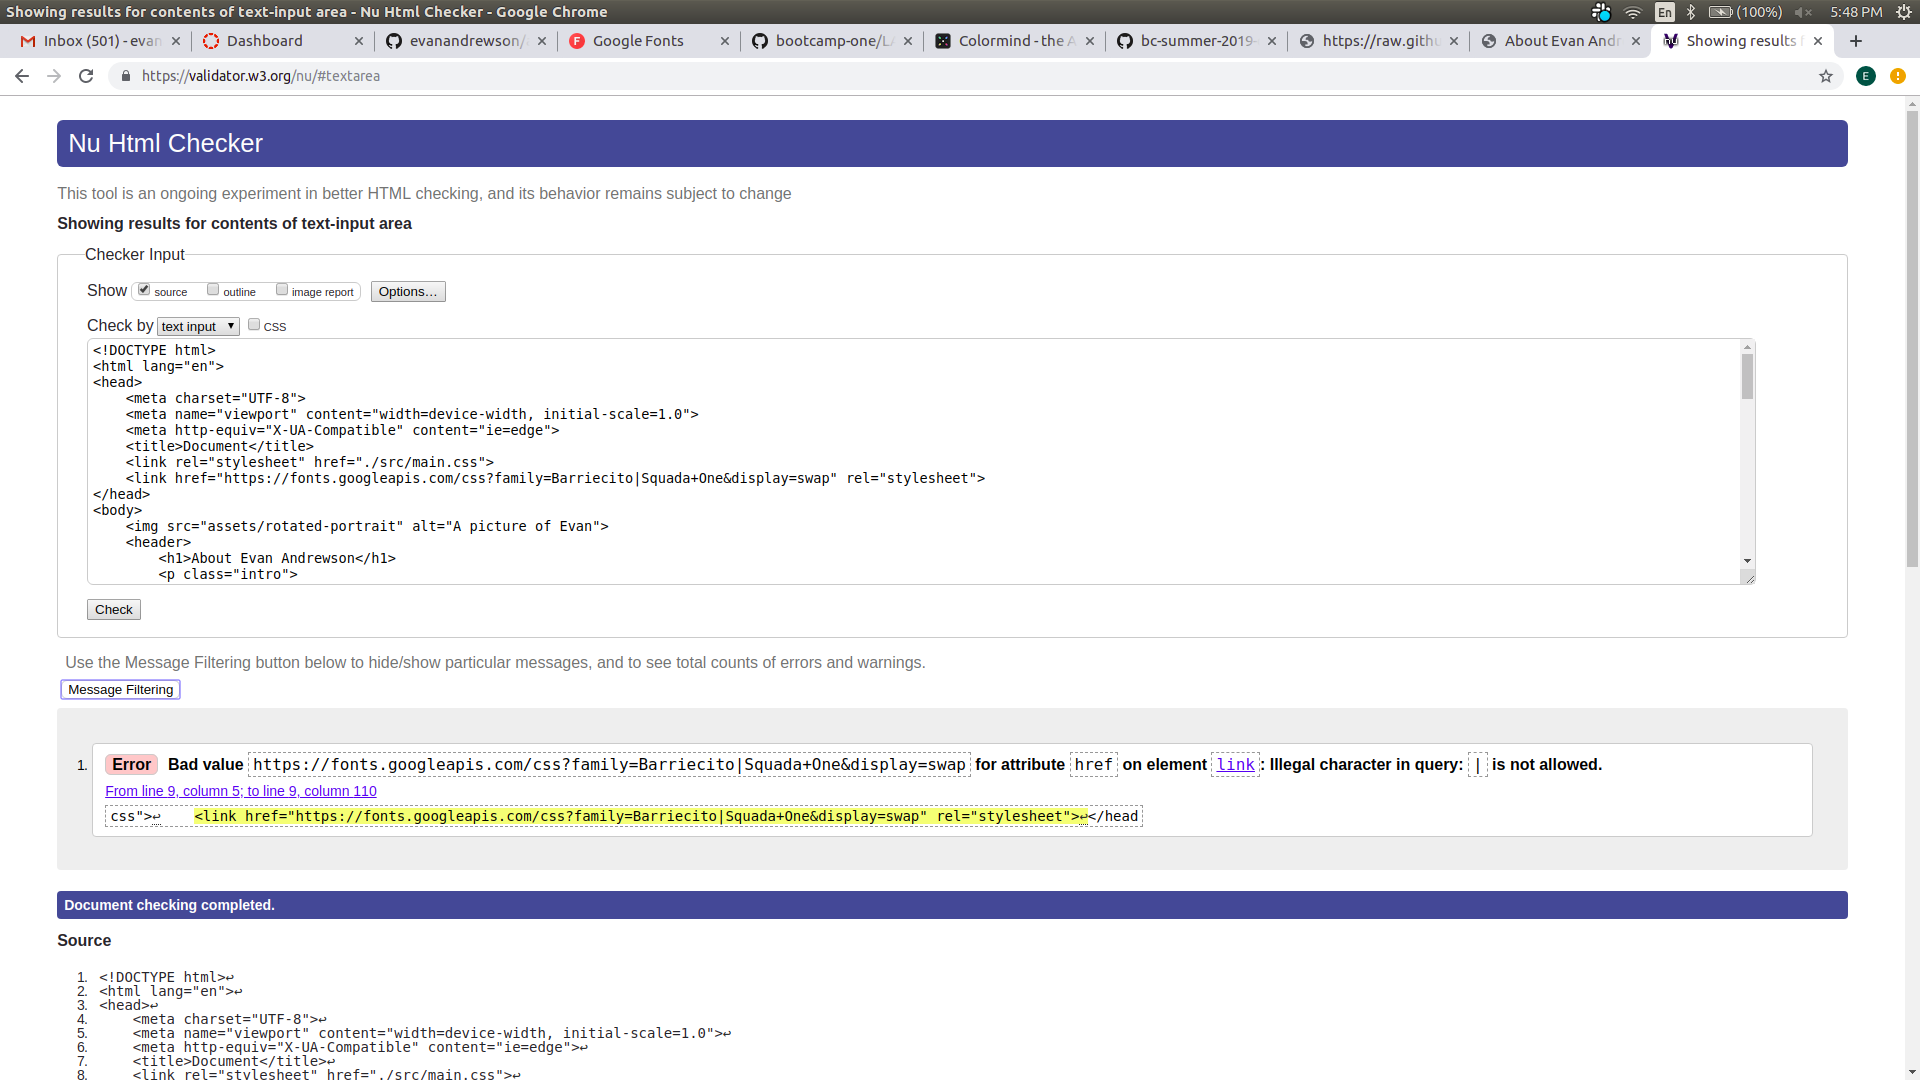 Showing results for contents of text-input area - Nu Html Checker - Google Chrome
En (100%) 5:48 PM
Inbox (501) - evan Dashboard evanandrewson/ Google Fonts bootcamp-one/LA Colormind - the A bc-summer-2019- https://raw.githu About Evan Andr Showing results f
https://validator.w3.org/nu/#textarea E
Nu Html Checker
This tool is an ongoing experiment in better HTML checking, and its behavior remains subject to change
Showing results for contents of text-input area
Checker Input
Show source outline image report Options...
Check by text input CSS
<!DOCTYPE html>
<html lang="en">
<head>
    <meta charset="UTF-8">
    <meta name="viewport" content="width=device-width, initial-scale=1.0">
    <meta http-equiv="X-UA-Compatible" content="ie=edge">
    <title>Document</title>
    <link rel="stylesheet" href="./src/main.css">
    <link href="https://fonts.googleapis.com/css?family=Barriecito|Squada+One&display=swap" rel="stylesheet">
</head>
<body>
    <img src="assets/rotated-portrait" alt="A picture of Evan">
    <header>
        <h1>About Evan Andrewson</h1>
        <p class="intro">
Check
Use the Message Filtering button below to hide/show particular messages, and to see total counts of errors and warnings.
Message Filtering
1. Error Bad value https://fonts.googleapis.com/css?family=Barriecito|Squada+One&display=swap for attribute href on element link: Illegal character in query: | is not allowed.
From line 9, column 5; to line 9, column 110
css">↩    <link href="https://fonts.googleapis.com/css?family=Barriecito|Squada+One&display=swap" rel="stylesheet">↩</head
Document checking completed.
Source
1. <!DOCTYPE html>↩
2. <html lang="en">↩
3. <head>↩
4.     <meta charset="UTF-8">↩
5.     <meta name="viewport" content="width=device-width, initial-scale=1.0">↩
6.     <meta http-equiv="X-UA-Compatible" content="ie=edge">↩
7.     <title>Document</title>↩
8.     <link rel="stylesheet" href="./src/main.css">↩